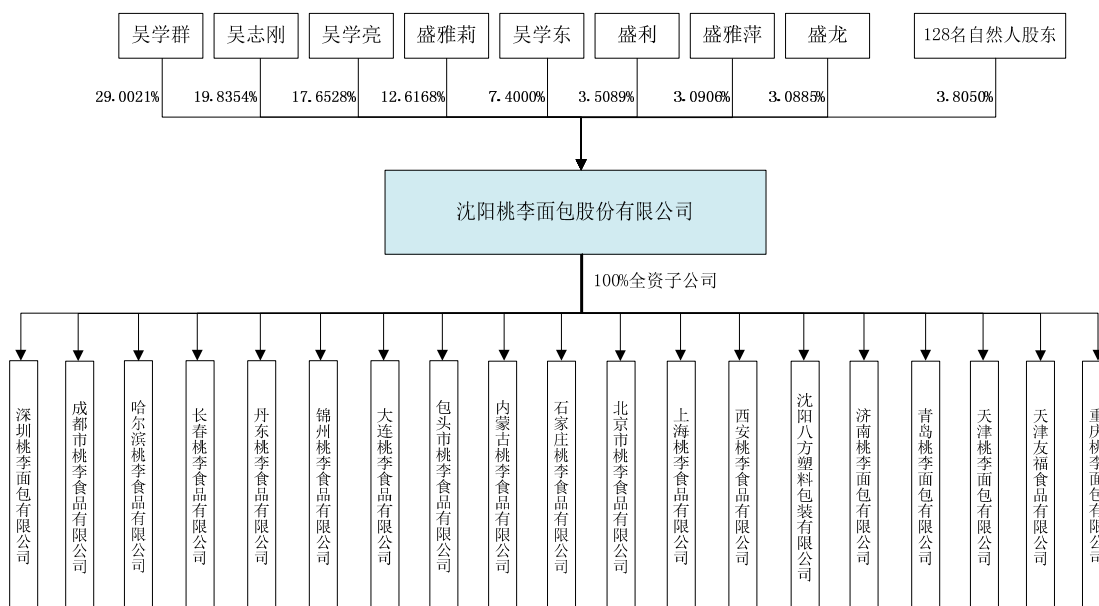 吴学群
吴志刚
吴学亮
盛雅莉
吴学东
盛利
盛雅萍
盛龙
128名自然人股东
29.0021%
19.8354%
17.6528%
12.6168%
7.4000%
3.5089%
3.0906%
3.0885%
3.8050%
沈阳桃李面包股份有限公司
100%全资子公司
深圳桃李面包有限公司
成都市桃李食品有限公司
哈尔滨桃李食品有限公司
长春桃李食品有限公司
丹东桃李食品有限公司
锦州桃李食品有限公司
大连桃李食品有限公司
包头市桃李食品有限公司
内蒙古桃李食品有限公司
石家庄桃李食品有限公司
北京市桃李食品有限公司
上海桃李食品有限公司
西安桃李食品有限公司
沈阳八方塑料包装有限公司
济南桃李面包有限公司
青岛桃李面包有限公司
天津桃李面包有限公司
天津友福食品有限公司
重庆桃李面包有限公司